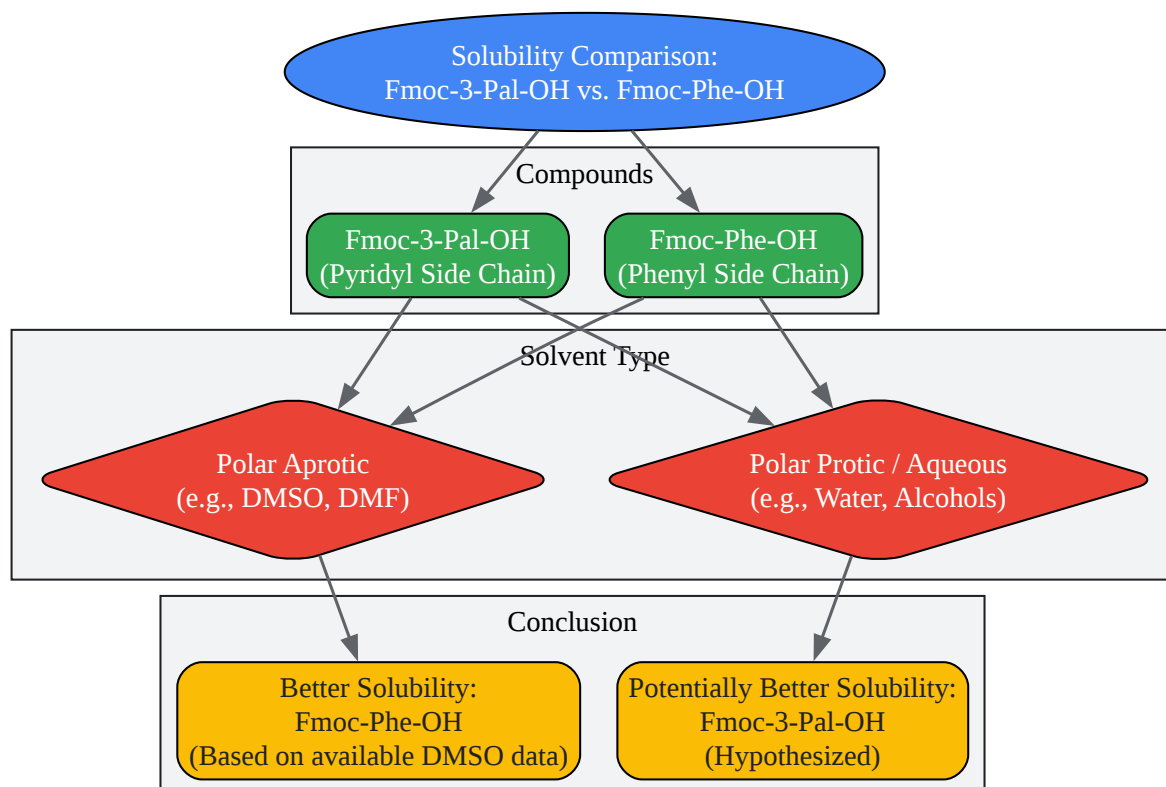 Solubility Comparison:
Fmoc-3-Pal-OH vs. Fmoc-Phe-OH
Compounds
Fmoc-3-Pal-OH
(Pyridyl Side Chain)
Fmoc-Phe-OH
(Phenyl Side Chain)
Solvent Type
Polar Aprotic
(e.g., DMSO, DMF)
Polar Protic / Aqueous
(e.g., Water, Alcohols)
Conclusion
Better Solubility:
Fmoc-Phe-OH
(Based on available DMSO data)
Potentially Better Solubility:
Fmoc-3-Pal-OH
(Hypothesized)